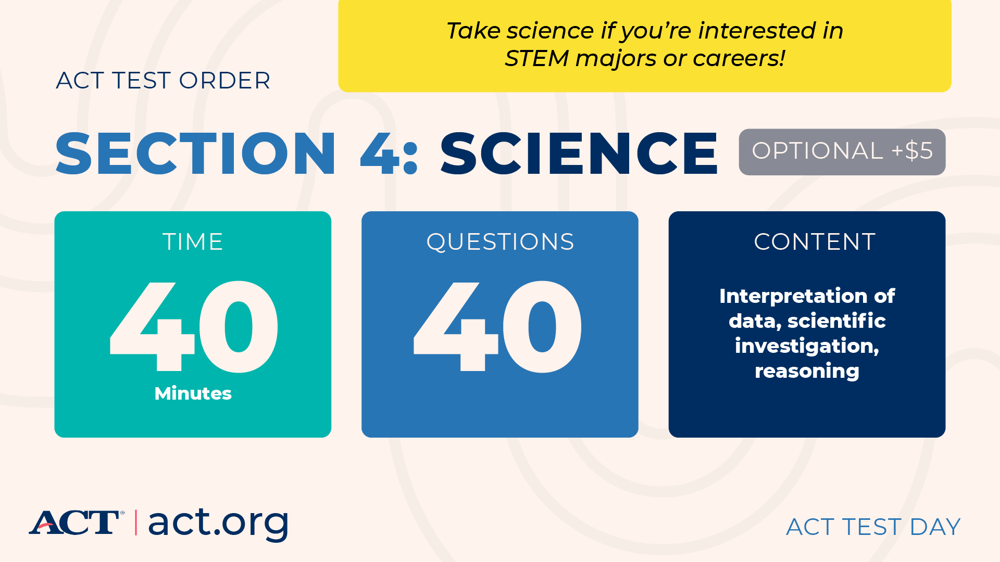 Take science if you’re interested in
STEM majors or careers!
ACT TEST ORDER
SECTION 4: SCIENCE
OPTIONAL +$5
TIME
40
Minutes
QUESTIONS
40
CONTENT
Interpretation of
data, scientific
investigation,
reasoning
ACT® | act.org
ACT TEST DAY